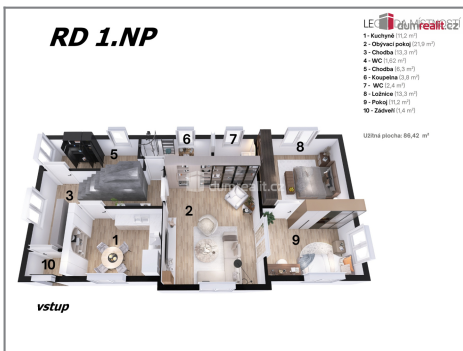 RD 1.NP
dumrealit.cz
1 - Kuchyně (11,2 m²)
2 - Obývací pokoj (21,9 m²)
3 - Chodba (13,3 m²)
4 - WC (1,62 m²)
5 - Chodba (6,3 m²)
6 - Koupelna (3,8 m²)
7 - WC (2,4 m²)
8 - Ložnice (13,3 m²)
9 - Pokoj (11,2 m²)
10 - Zádveří (1,4 m²)
Užitná plocha: 86,42 m²
5
6
7
8
3
dumrealit.cz
2
1
9
10
vstup